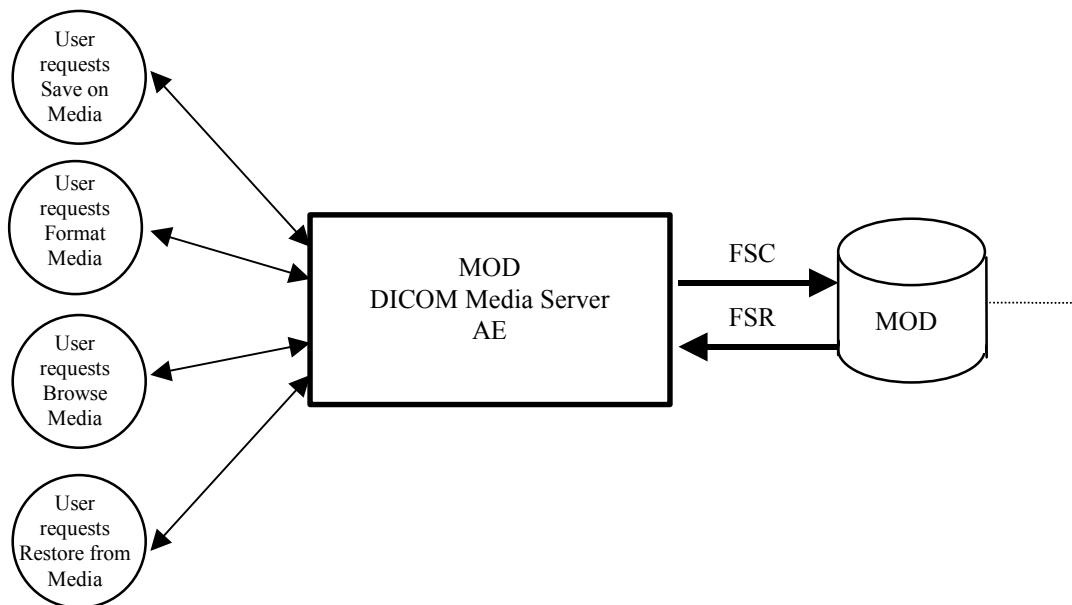 User
requests
Save on
Media
User
requests
Format
Media
User
requests
Browse
Media
User
requests
Restore from
Media
MOD
DICOM Media Server
AE
FSC
FSR
MOD